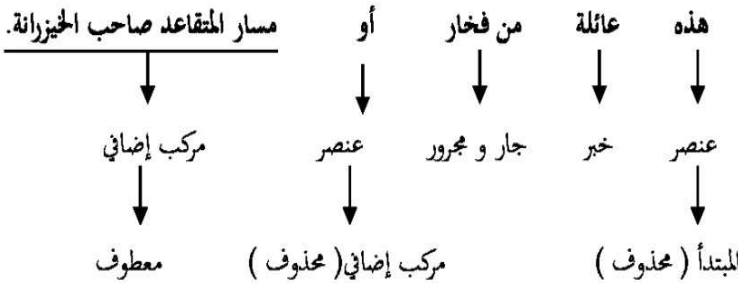 هذه عائلة من فخار أو مسار المتقاعد صاحب الخيزرانة.
عنصر خبر جار و مجرور عنصر مركب إضافي
المبتدأ ( محذوف ) مركب إضافي( محذوف ) معطوف